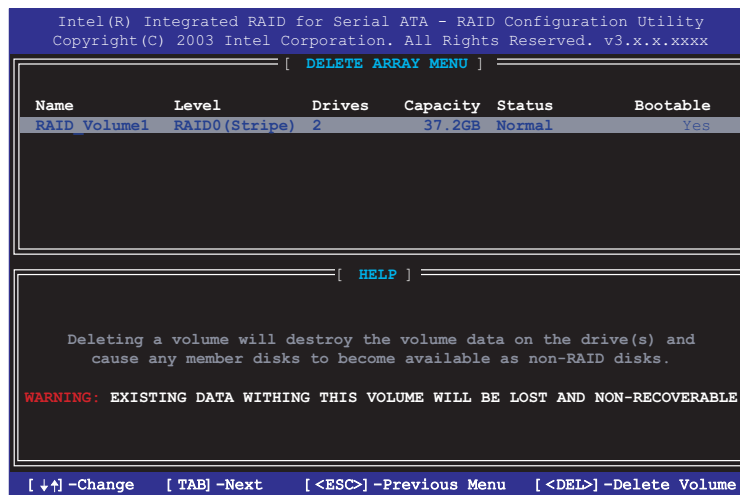 Intel(R) Integrated RAID for Serial ATA - RAID Configuration Utility
Copyright(C) 2003 Intel Corporation. All Rights Reserved. v3.x.x.xxxx
[ DELETE ARRAY MENU ]
Name Level Drives Capacity Status Bootable
RAID_Volume1 RAID0(Stripe) 2 37.2GB Normal Yes
[ HELP ]
Deleting a volume will destroy the volume data on the drive(s) and
cause any member disks to become available as non-RAID disks.
WARNING: EXISTING DATA WITHING THIS VOLUME WILL BE LOST AND NON-RECOVERABLE
[↓↑]-Change [TAB]-Next [<ESC>]-Previous Menu [<DEL>]-Delete Volume